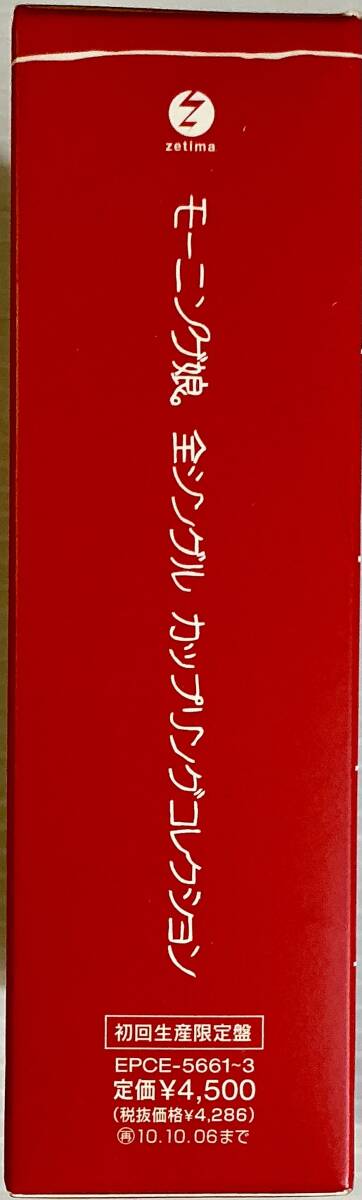 zetima
モーニング娘。 全シングル カップリングコレクション
初回生産限定盤
EPCE-5661~3
定価¥4,500
(税抜価格¥4,286)
再10.10.06まで